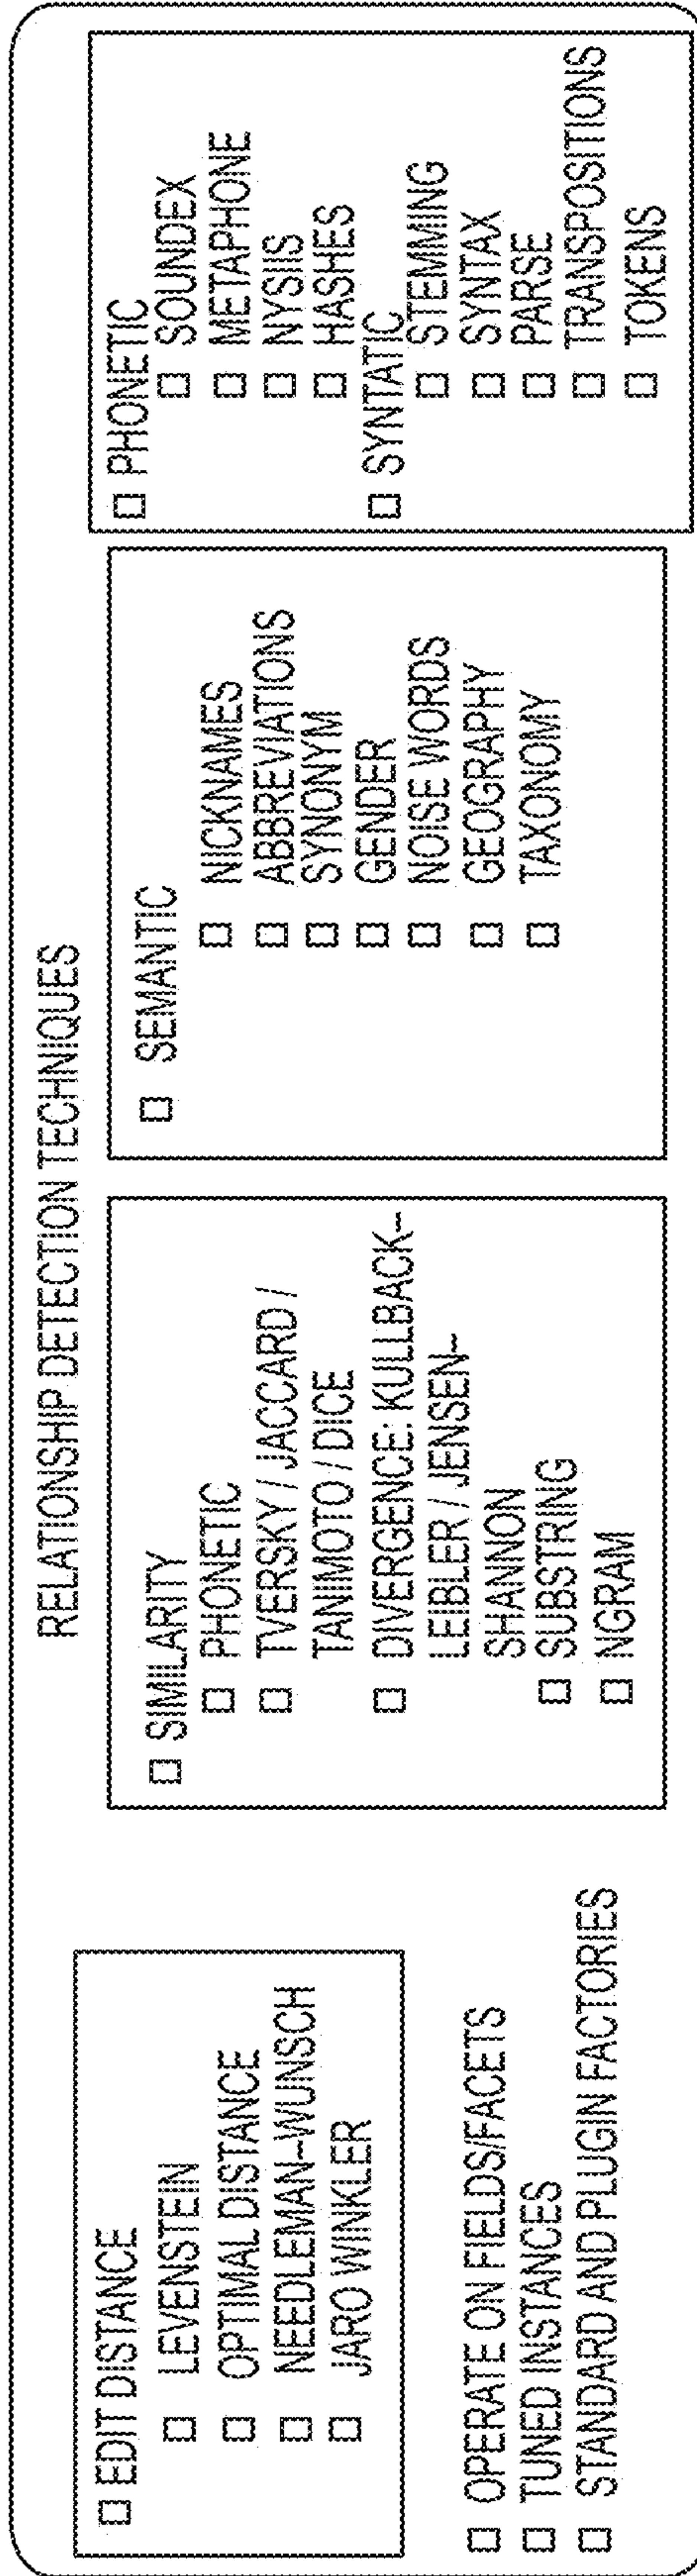 RELATIONSHIP DETECTION TECHNIQUES
EDIT DISTANCE
LEVENSTEIN
OPTIMAL DISTANCE
NEEDLEMAN–WUNSCH
JARO WINKLER
OPERATE ON FIELDS/FACETS
TUNED INSTANCES
STANDARD AND PLUGIN FACTORIES
SIMILARITY
PHONETIC
TVERSKY / JACCARD /
TANIMOTO / DICE
DIVERGENCE: KULLBACK–
LEIBLER / JENSEN–
SHANNON
SUBSTRING
NGRAM
SEMANTIC
NICKNAMES
ABBREVIATIONS
SYNONYM
GENDER
NOISE WORDS
GEOGRAPHY
TAXONOMY
PHONETIC
SOUNDEX
METAPHONE
NYSIIS
HASHES
SYNTATIC
STEMMING
SYNTAX
PARSE
TRANSPOSITIONS
TOKENS